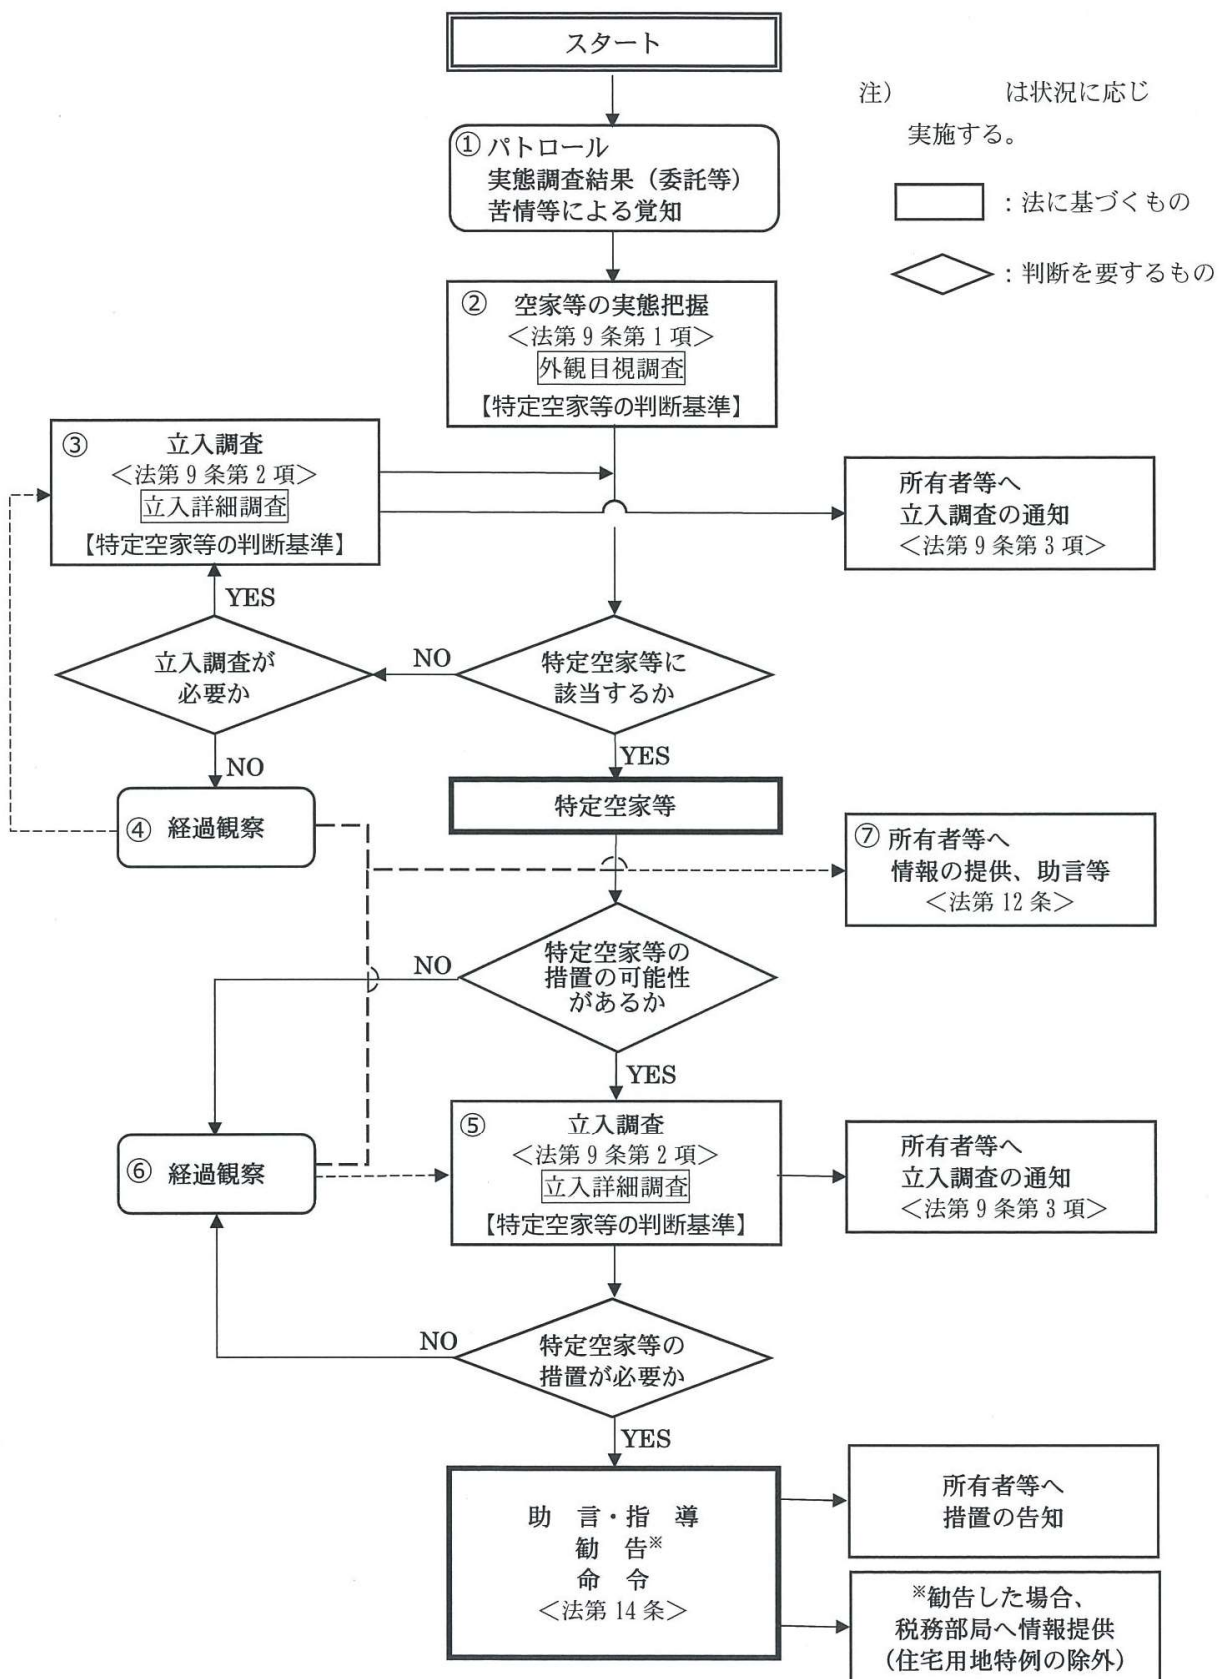 スタート
注）　　　　は状況に応じ
実施する。
：法に基づくもの
：判断を要するもの
① パトロール
実態調査結果（委託等）
苦情等による覚知
② 空家等の実態把握
＜法第9条第1項＞
外観目視調査
【特定空家等の判断基準】
③ 立入調査
＜法第9条第2項＞
立入詳細調査
【特定空家等の判断基準】
所有者等へ
立入調査の通知
＜法第9条第3項＞
YES
立入調査が
必要か
NO
特定空家等に
該当するか
NO
YES
④ 経過観察
特定空家等
⑦ 所有者等へ
情報の提供、助言等
＜法第12条＞
NO
特定空家等の
措置の可能性
があるか
YES
⑤ 立入調査
＜法第9条第2項＞
立入詳細調査
【特定空家等の判断基準】
⑥ 経過観察
所有者等へ
立入調査の通知
＜法第9条第3項＞
NO
特定空家等の
措置が必要か
YES
助　言・指　導
勧　告※
命　令
＜法第14条＞
所有者等へ
措置の告知
※勧告した場合、
税務部局へ情報提供
（住宅用地特例の除外）